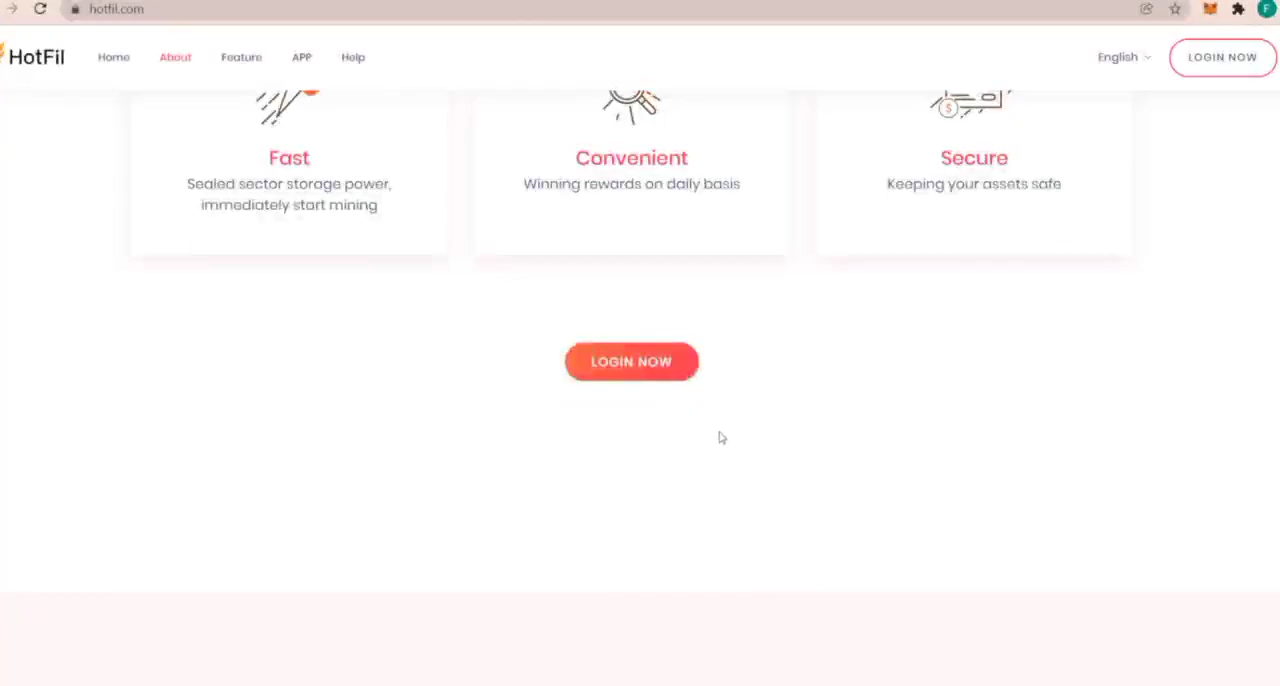 hotfil.com
F
HotFil Home About Feature APP Help English LOGIN NOW
$
Fast
Sealed sector storage power,
immediately start mining
Convenient
Winning rewards on daily basis
Secure
Keeping your assets safe
LOGIN NOW